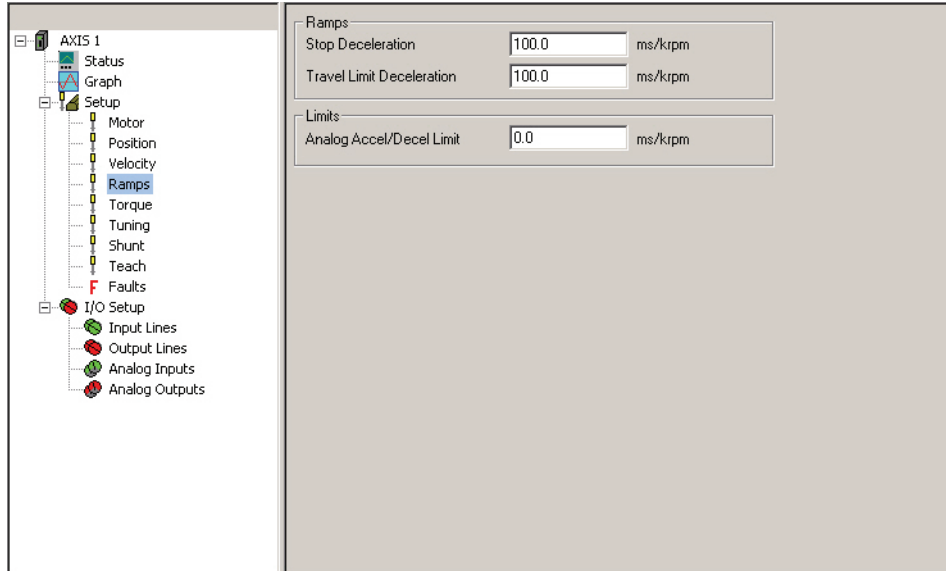 AXIS 1
Status
Graph
Setup
Motor
Position
Velocity
Ramps
Torque
Tuning
Shunt
Teach
F Faults
I/O Setup
Input Lines
Output Lines
Analog Inputs
Analog Outputs
Ramps
Stop Deceleration 100.0 ms/krpm
Travel Limit Deceleration 100.0 ms/krpm
Limits
Analog Accel/Decel Limit 0.0 ms/krpm